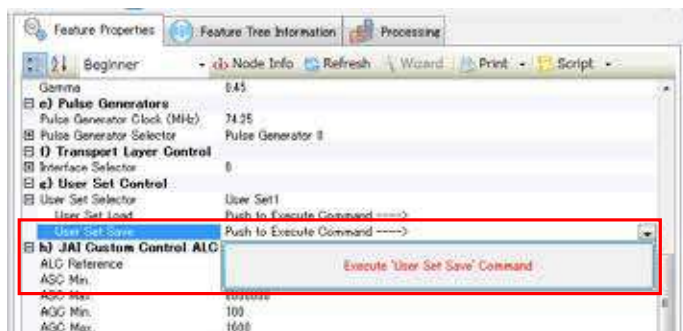 Feature Properties Feature Tree Information Processing
Beginner Node Info Refresh Wizard Print Script
Gamma 0.45
e) Pulse Generators
Pulse Generator Clock (MHz) 74.25
Pulse Generator Selector Pulse Generator 0
f) Transport Layer Control
Interface Selector 0
g) User Set Control
User Set Selector User Set1
User Set Load Push to Execute Command ---->
User Set Save Push to Execute Command ---->
h) JAI Custom Control ALC
ALC Reference
Execute 'User Set Save' Command
ASC Min.
ASC Max.
AGC Min. 100
AGC Max. 1600